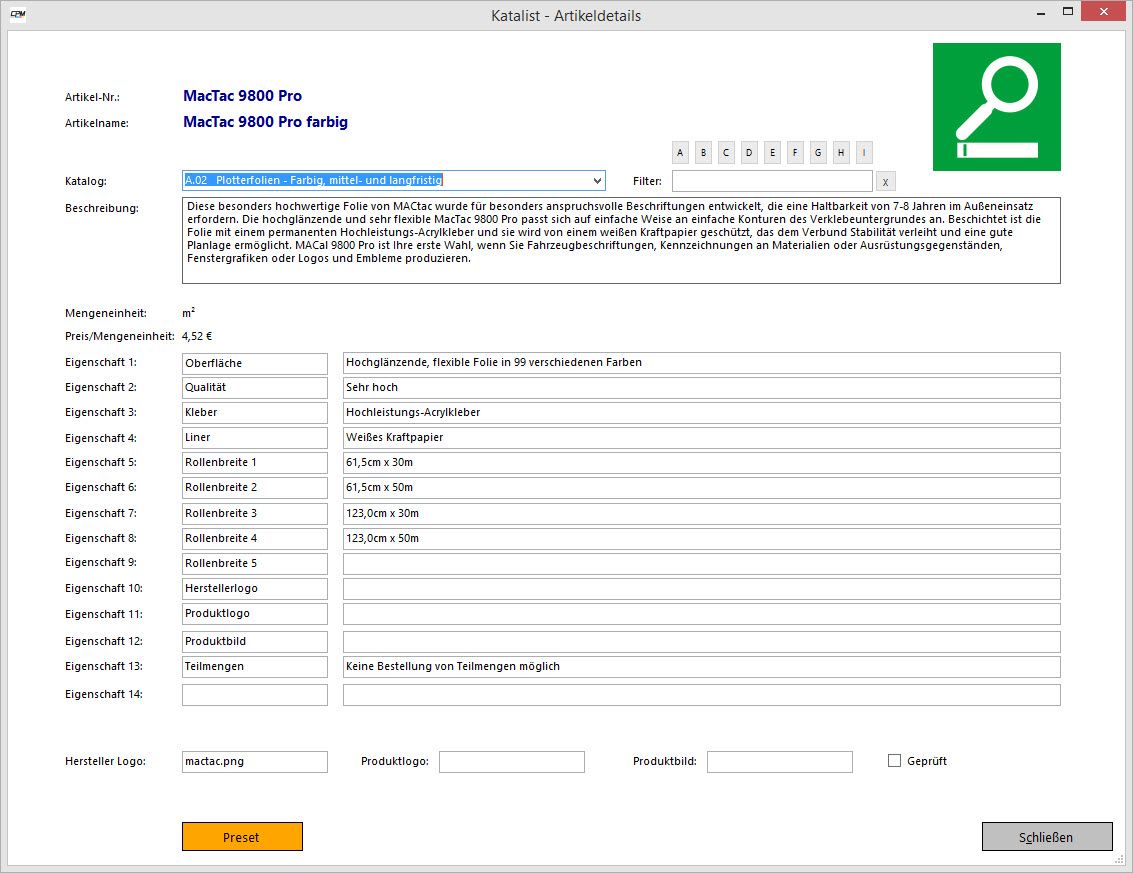 CPM
Katalist - Artikeldetails
Artikel-Nr.: MacTac 9800 Pro
Artikelname: MacTac 9800 Pro farbig
A B C D E F G H I
Katalog: A.02 Plotterfolien - Farbig, mittel- und langfristig Filter: x
Beschreibung: Diese besonders hochwertige Folie von MACtac wurde für besonders anspruchsvolle Beschriftungen entwickelt, die eine Haltbarkeit von 7-8 Jahren im Außeneinsatz
erfordern. Die hochglänzende und sehr flexible MacTac 9800 Pro passt sich auf einfache Weise an einfache Konturen des Verklebeuntergrundes an. Beschichtet ist die
Folie mit einem permanenten Hochleistungs-Acrylkleber und sie wird von einem weißen Kraftpapier geschützt, das dem Verbund Stabilität verleiht und eine gute
Planlage ermöglicht. MACal 9800 Pro ist Ihre erste Wahl, wenn Sie Fahrzeugbeschriftungen, Kennzeichnungen an Materialien oder Ausrüstungsgegenständen,
Fenstergrafiken oder Logos und Embleme produzieren.
Mengeneinheit: m²
Preis/Mengeneinheit: 4,52 €
Eigenschaft 1: Oberfläche Hochglänzende, flexible Folie in 99 verschiedenen Farben
Eigenschaft 2: Qualität Sehr hoch
Eigenschaft 3: Kleber Hochleistungs-Acrylkleber
Eigenschaft 4: Liner Weißes Kraftpapier
Eigenschaft 5: Rollenbreite 1 61,5cm x 30m
Eigenschaft 6: Rollenbreite 2 61,5cm x 50m
Eigenschaft 7: Rollenbreite 3 123,0cm x 30m
Eigenschaft 8: Rollenbreite 4 123,0cm x 50m
Eigenschaft 9: Rollenbreite 5
Eigenschaft 10: Herstellerlogo
Eigenschaft 11: Produktlogo
Eigenschaft 12: Produktbild
Eigenschaft 13: Teilmengen Keine Bestellung von Teilmengen möglich
Eigenschaft 14:
Hersteller Logo: mactac.png Produktlogo: Produktbild: Geprüft
Preset Schließen